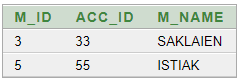 M_ID ACC_ID M_NAME
3 33 SAKLAIEN
5 55 ISTIAK